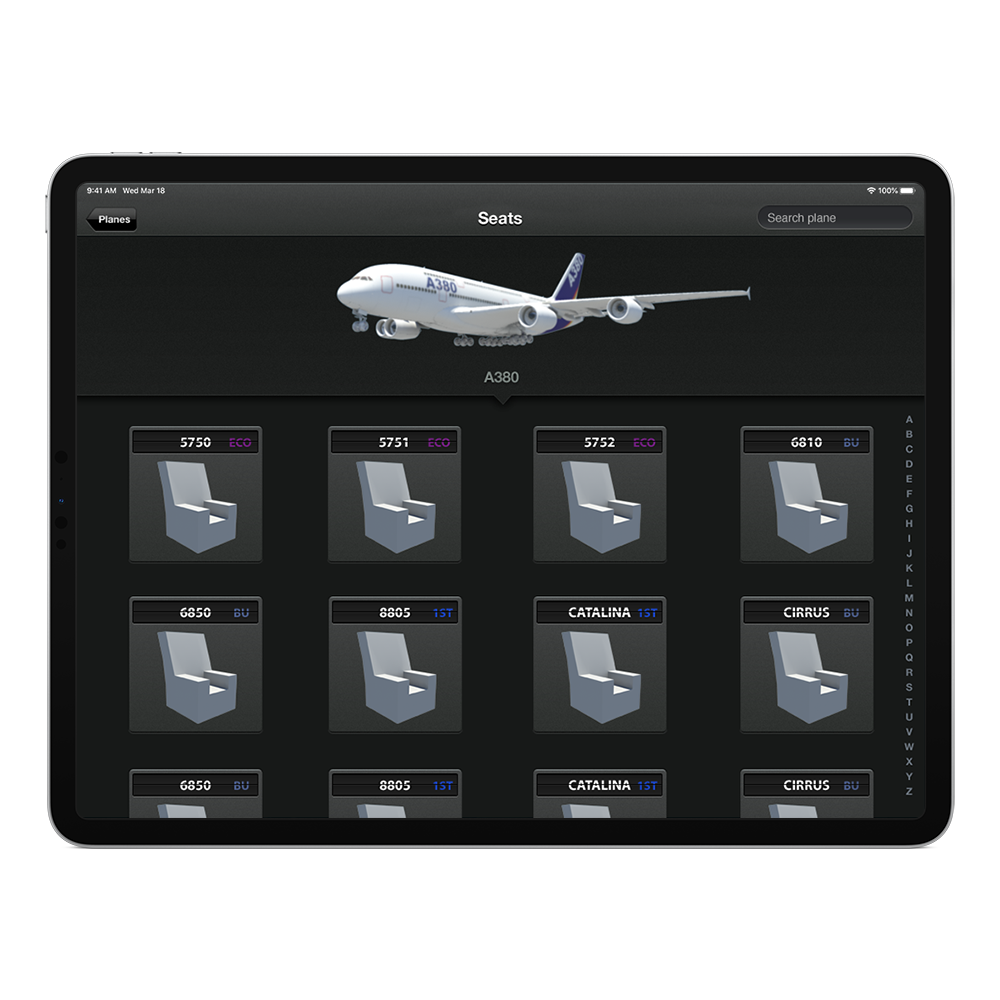 9:41 AM Wed Mar 18
100%
Planes
Seats
Search plane
A380
A380
A380
5750 ECO
5751 ECO
5752 ECO
6810 BU
6850 BU
8805 1ST
CATALINA 1ST
CIRRUS BU
6850 BU
8805 1ST
CATALINA 1ST
CIRRUS BU
A
B
C
D
E
F
G
H
I
J
K
L
M
N
O
P
Q
R
S
T
U
V
W
X
Y
Z